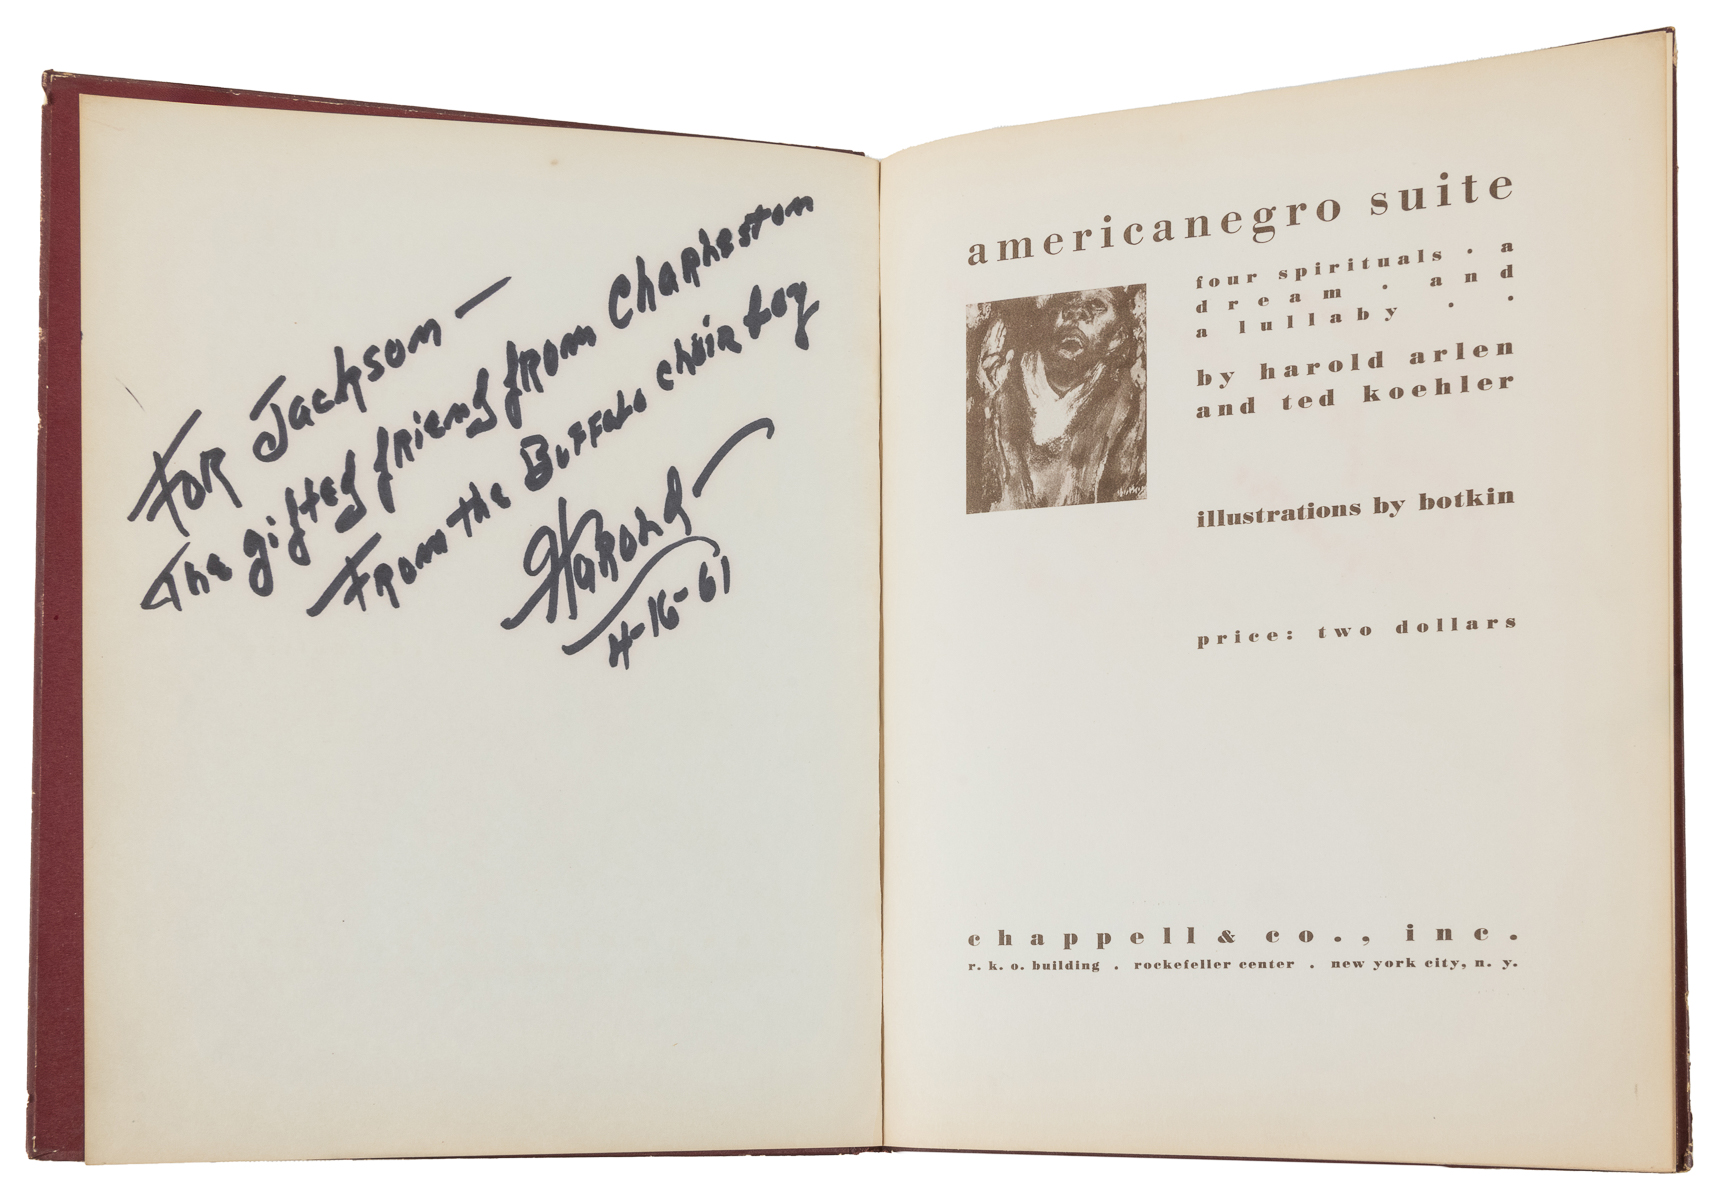 For Jackson —
The gifted friend from Charleston
From the Buffalo choir boy
Harold —
4-16-61
americanegro suite
four spirituals · a
dream · and
a lullaby · ·
by harold arlen
and ted koehler
illustrations by botkin
price: two dollars
chappell & co., inc.
r. k. o. building . rockefeller center . new york city, n. y.